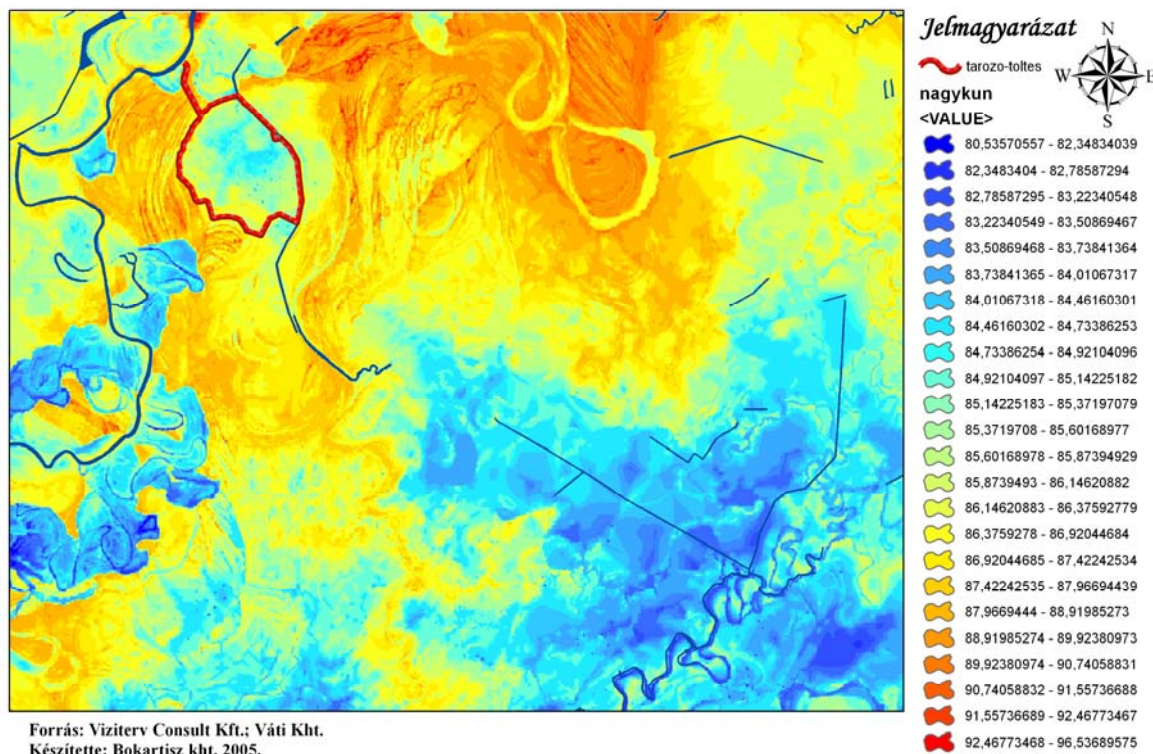 Jelmagyarázat
N
W E
S
tarozo-toltes
nagykun
<VALUE>
80,53570557 - 82,34834039
82,3483404 - 82,78587294
82,78587295 - 83,22340548
83,22340549 - 83,50869467
83,50869468 - 83,73841364
83,73841365 - 84,01067317
84,01067318 - 84,46160301
84,46160302 - 84,73386253
84,73386254 - 84,92104096
84,92104097 - 85,14225182
85,14225183 - 85,37197079
85,3719708 - 85,60168977
85,60168978 - 85,87394929
85,8739493 - 86,14620882
86,14620883 - 86,37592779
86,3759278 - 86,92044684
86,92044685 - 87,42242534
87,42242535 - 87,96694439
87,9669444 - 88,91985273
88,91985274 - 89,92380973
89,92380974 - 90,74058831
90,74058832 - 91,55736688
91,55736689 - 92,46773467
92,46773468 - 96,53689575
Forrás: Viziterv Consult Kft.; Váti Kht.
Készítette: Bokartisz kht. 2005.